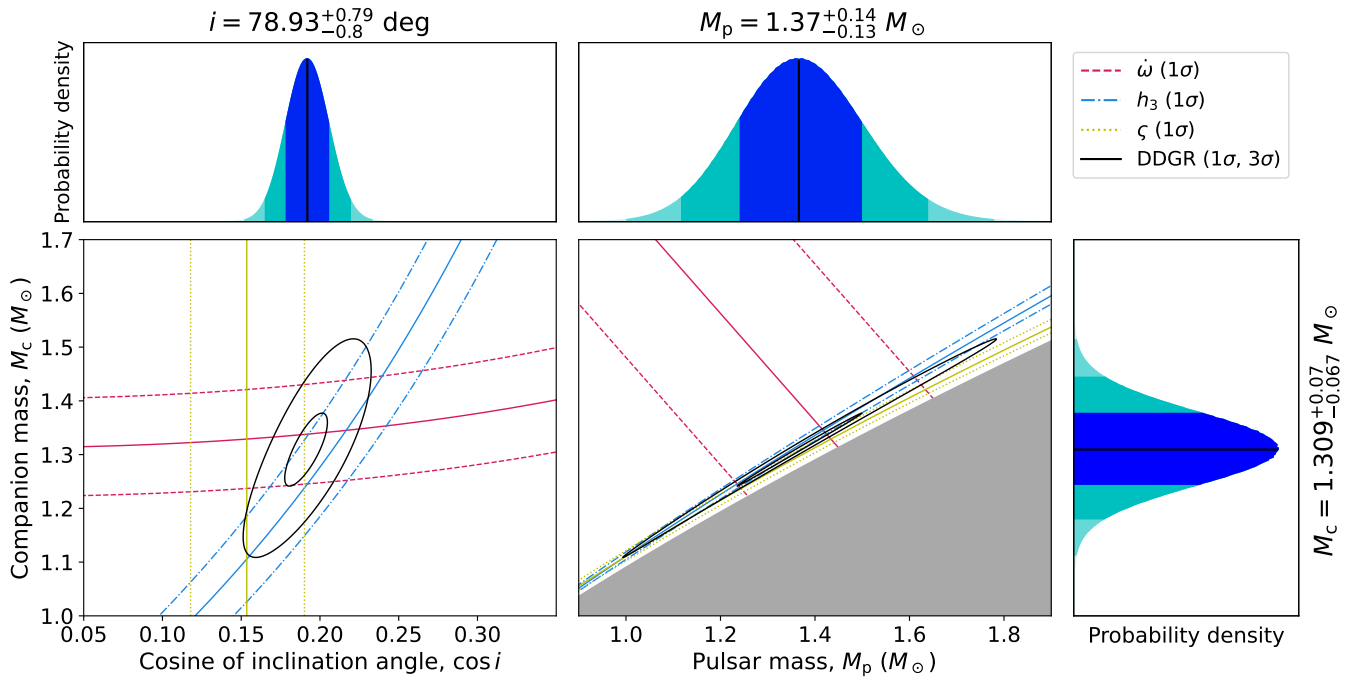 i = 78.93^{+0.79}_{-0.8} deg
M_p = 1.37^{+0.14}_{-0.13} M_⊙
Probability density
ω̇ (1σ)
h_3 (1σ)
ς (1σ)
DDGR (1σ, 3σ)
Companion mass, M_c (M_⊙)
1.7
1.6
1.5
1.4
1.3
1.2
1.1
1.0
0.05 0.10 0.15 0.20 0.25 0.30
Cosine of inclination angle, cos i
1.0 1.2 1.4 1.6 1.8
Pulsar mass, M_p (M_⊙)
Probability density
M_c = 1.309^{+0.07}_{-0.067} M_⊙